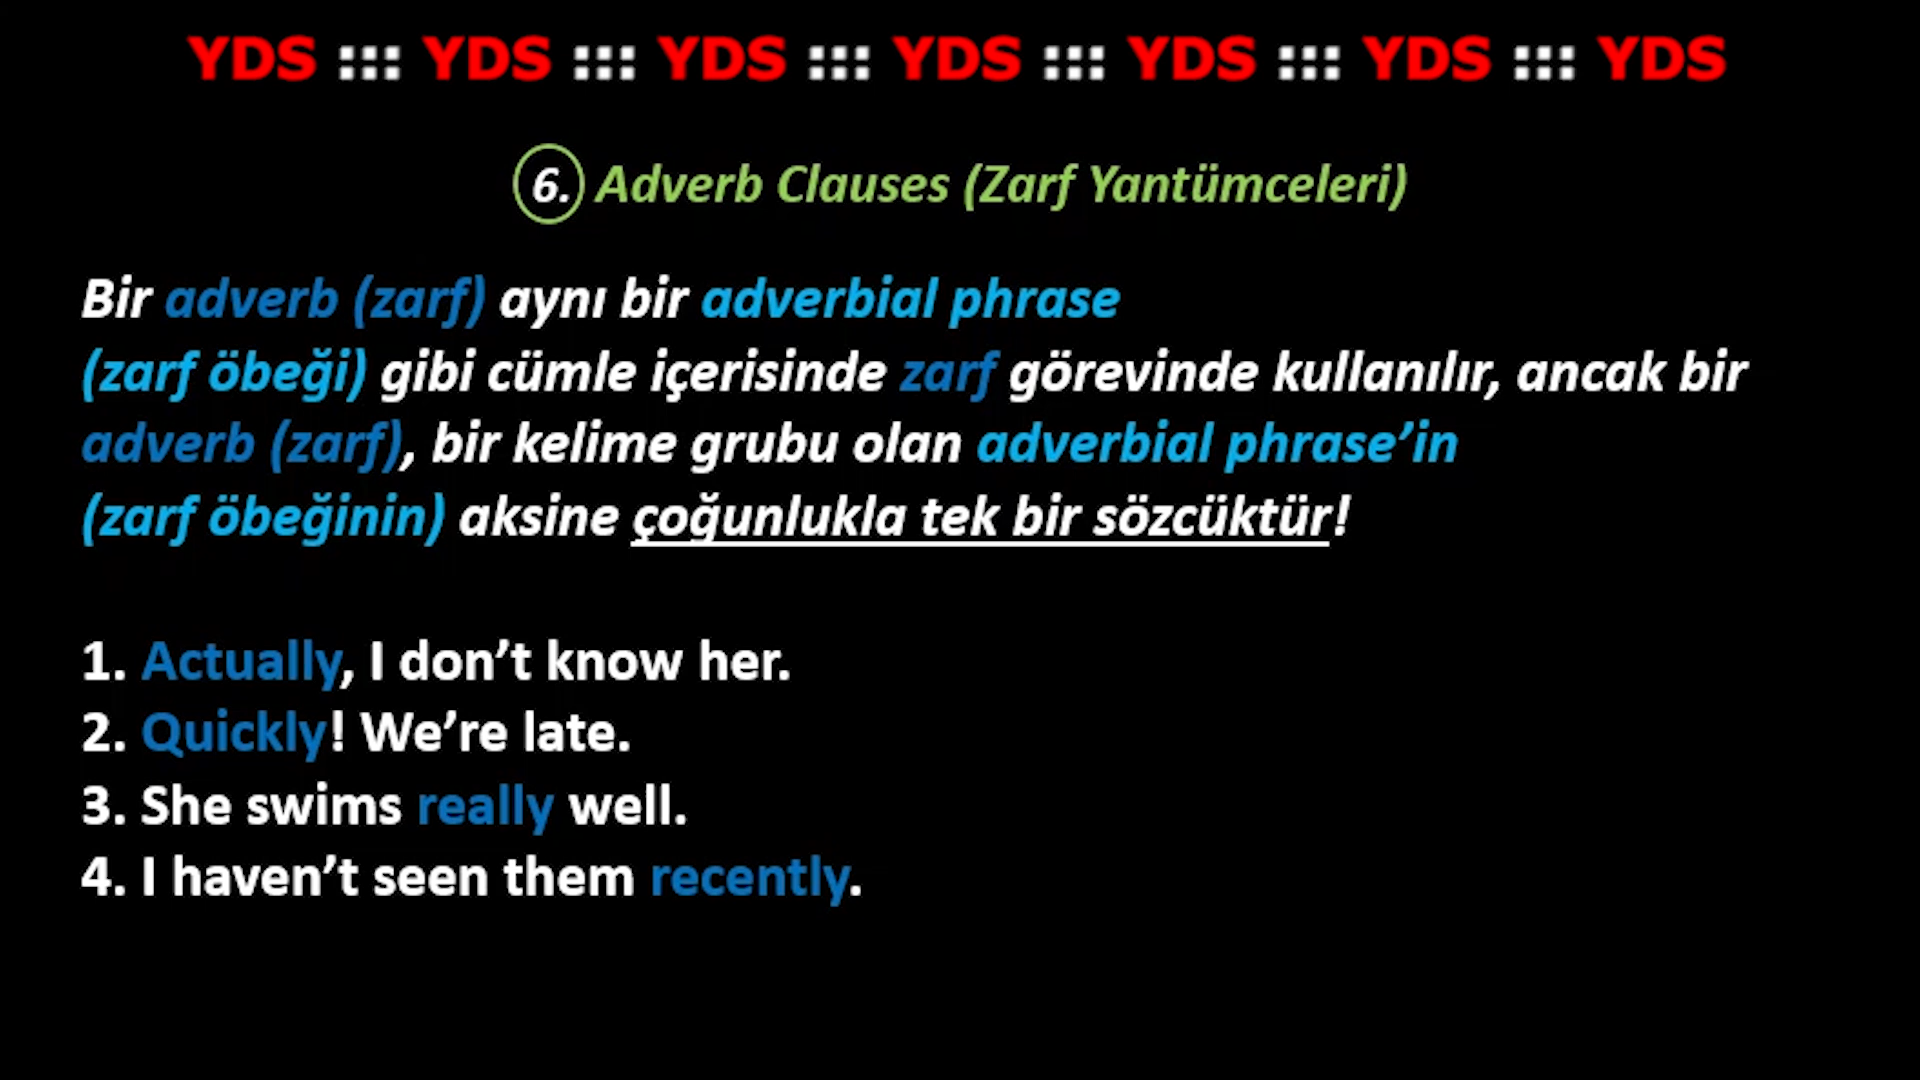 YDS ::: YDS ::: YDS ::: YDS ::: YDS ::: YDS ::: YDS
6. Adverb Clauses (Zarf Yantümceleri)
Bir adverb (zarf) aynı bir adverbial phrase
(zarf öbeği) gibi cümle içerisinde zarf görevinde kullanılır, ancak bir
adverb (zarf), bir kelime grubu olan adverbial phrase’in
(zarf öbeğinin) aksine çoğunlukla tek bir sözcüktür!
1. Actually, I don’t know her.
2. Quickly! We’re late.
3. She swims really well.
4. I haven’t seen them recently.